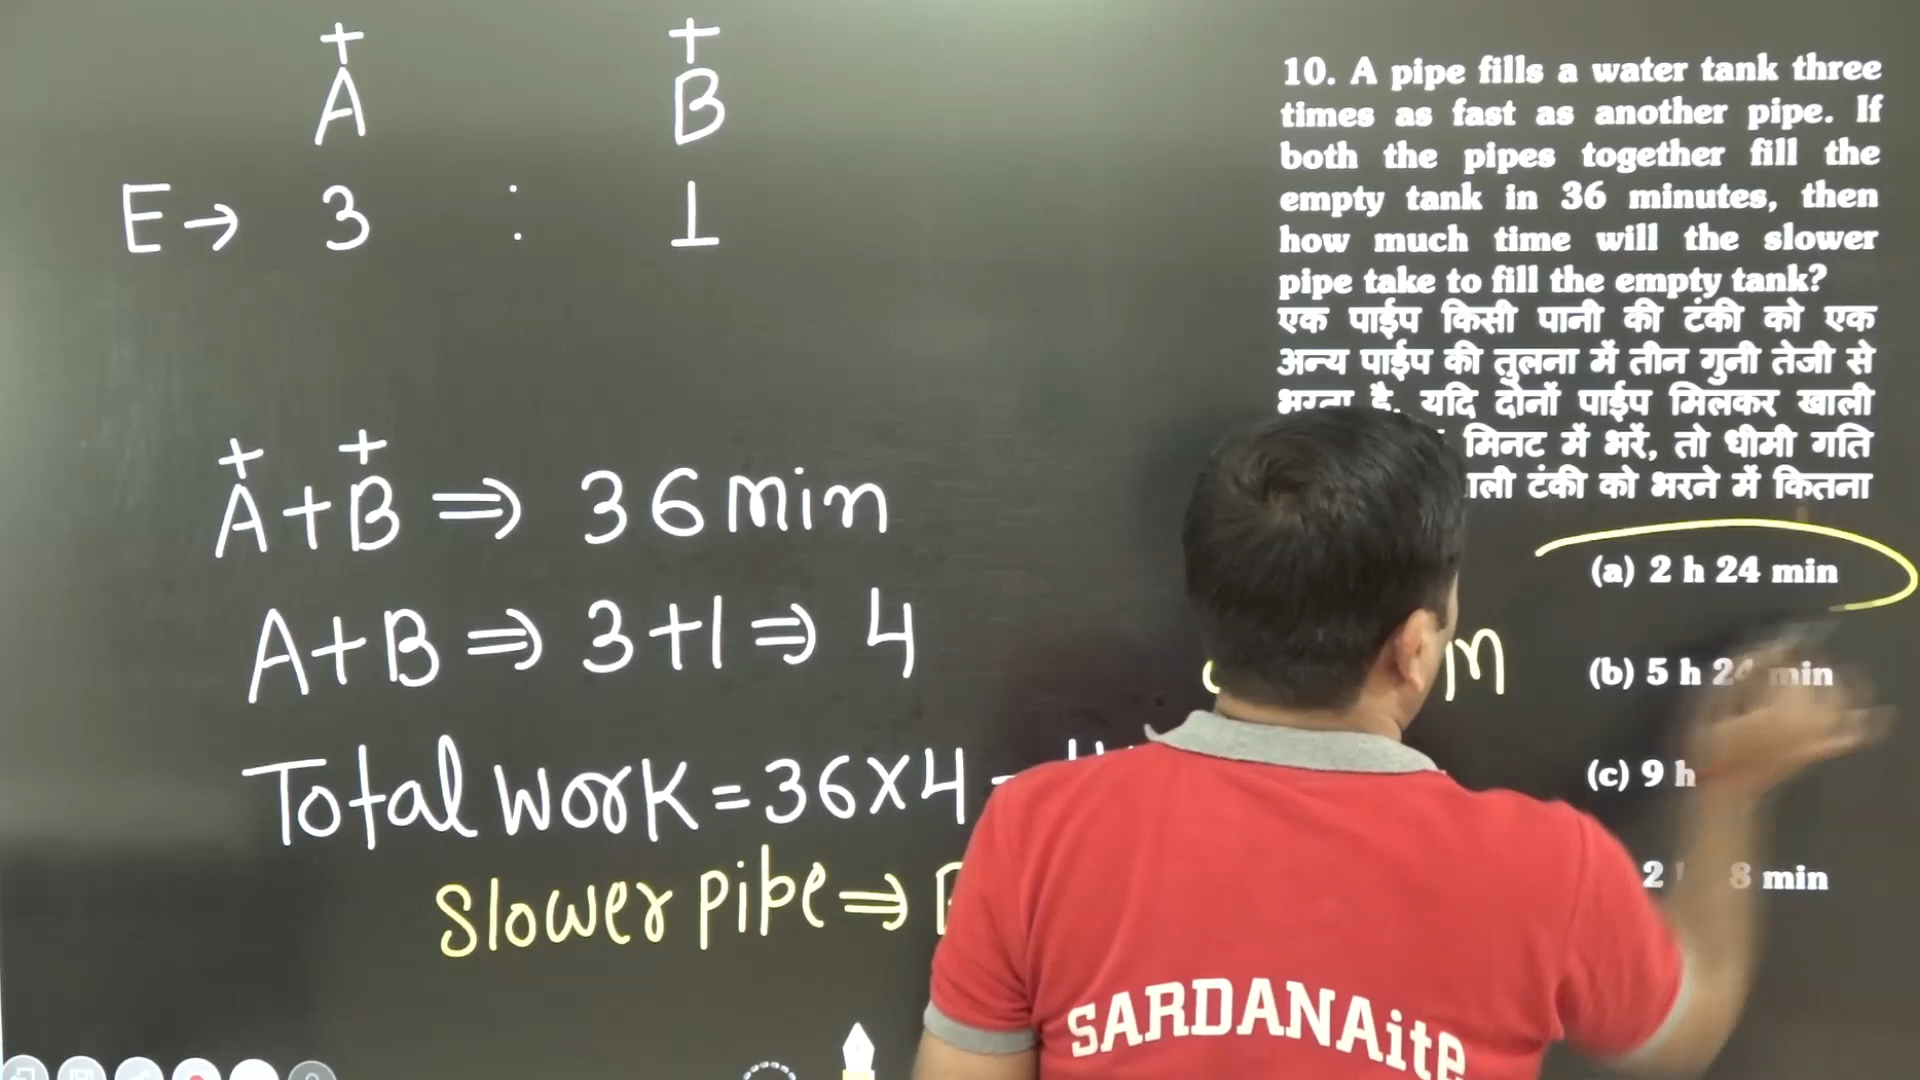 + +
A B
E → 3 : 1
+ +
A + B ⇒ 36 min
A + B ⇒ 3+1 ⇒ 4
Total work = 36×4
slower pipe ⇒
10. A pipe fills a water tank three
times as fast as another pipe. If
both the pipes together fill the
empty tank in 36 minutes, then
how much time will the slower
pipe take to fill the empty tank?
एक पाईप किसी पानी की टंकी को एक
अन्य पाईप की तुलना में तीन गुनी तेजी से
भरता है. यदि दोनों पाईप मिलकर खाली
मिनट में भरें, तो धीमी गति
टंकी को भरने में कितना
(a) 2 h 24 min
(b) 5 h 24 min
(c) 9 h
8 min
SARDANAite